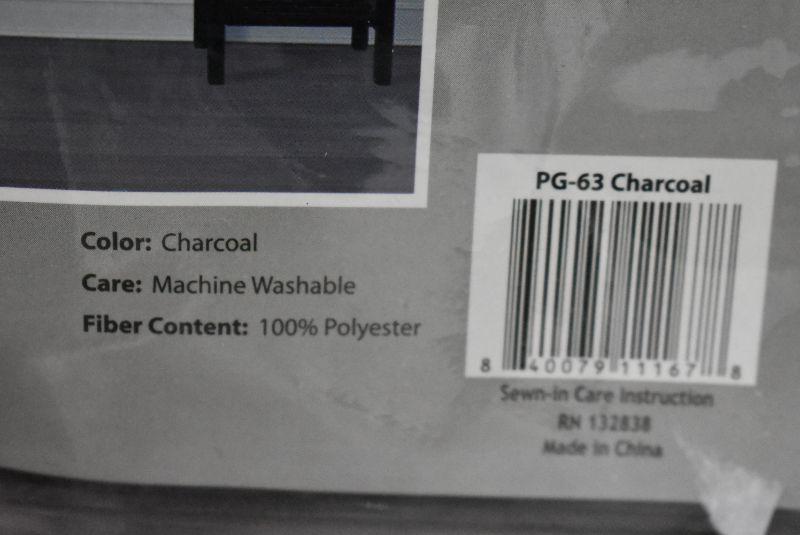 Color: Charcoal
Care: Machine Washable
Fiber Content: 100% Polyester
PG-63 Charcoal
8 40079 11167 8
Sewn-in Care Instruction
RN 132838
Made in China